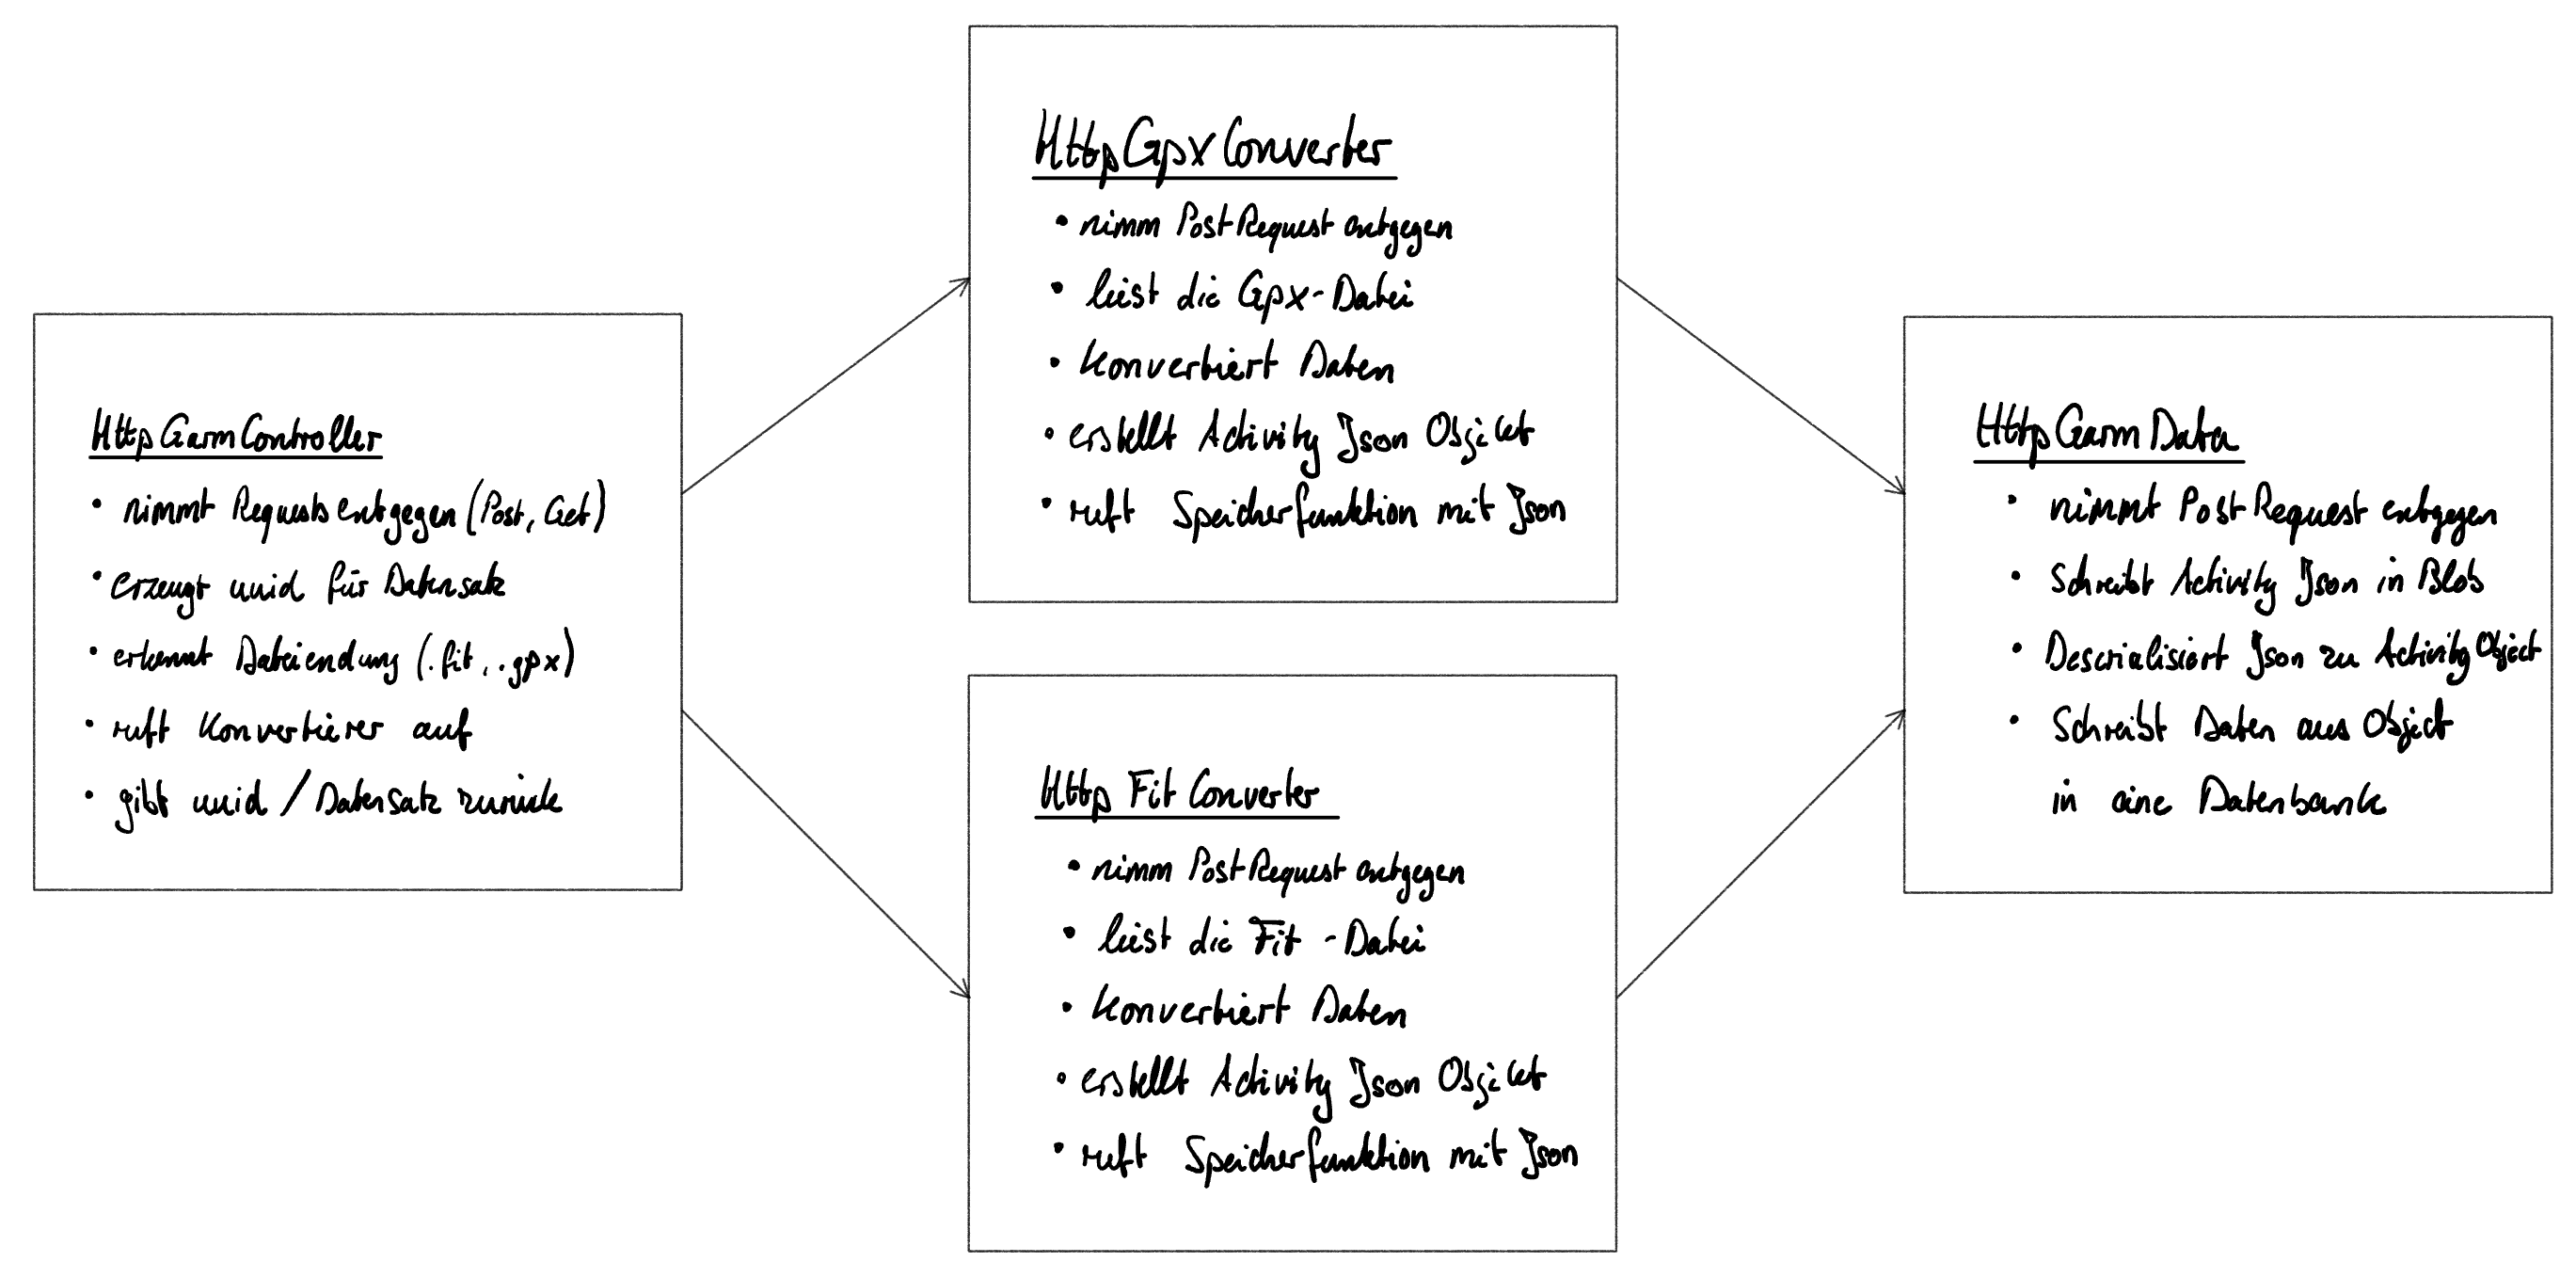 HttpGarmController
• nimmt Requests entgegen (Post, Get)
• erzeugt uuid für Datensatz
• erkennt Dateiendung (.fit, .gpx)
• ruft Konvertierer auf
• gibt uuid / Datensatz zurück
HttpGpxConverter
• nimm PostRequest entgegen
• liest die Gpx-Datei
• Konvertiert Daten
• erstellt Activity Json Objekt
• ruft Speicherfunktion mit Json
Http Fit Converter
• nimm PostRequest entgegen
• liest die Fit -Datei
• Konvertiert Daten
• erstellt Activity Json Objekt
• ruft Speicherfunktion mit Json
HttpGarmData
• nimmt PostRequest entgegen
• Schreibt Activity Json in Blob
• Deserialisiert Json zu Activity Object
• Schreibt Daten aus Object
in eine Datenbank